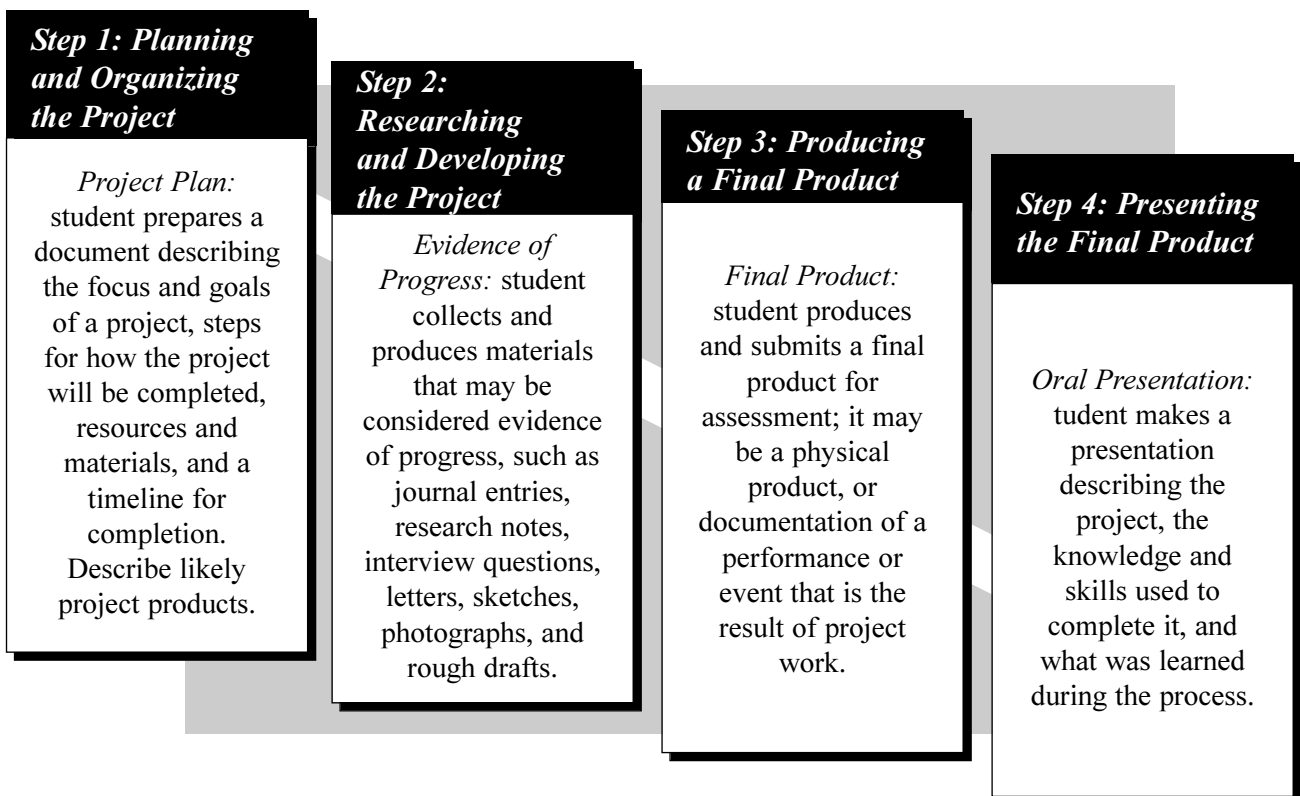 Step 1: Planning
and Organizing
the Project
Project Plan:
student prepares a
document describing
the focus and goals
of a project, steps
for how the project
will be completed,
resources and
materials, and a
timeline for
completion.
Describe likely
project products.
Step 2:
Researching
and Developing
the Project
Evidence of
Progress: student
collects and
produces materials
that may be
considered evidence
of progress, such as
journal entries,
research notes,
interview questions,
letters, sketches,
photographs, and
rough drafts.
Step 3: Producing
a Final Product
Final Product:
student produces
and submits a final
product for
assessment; it may
be a physical
product, or
documentation of a
performance or
event that is the
result of project
work.
Step 4: Presenting
the Final Product
Oral Presentation:
tudent makes a
presentation
describing the
project, the
knowledge and
skills used to
complete it, and
what was learned
during the process.